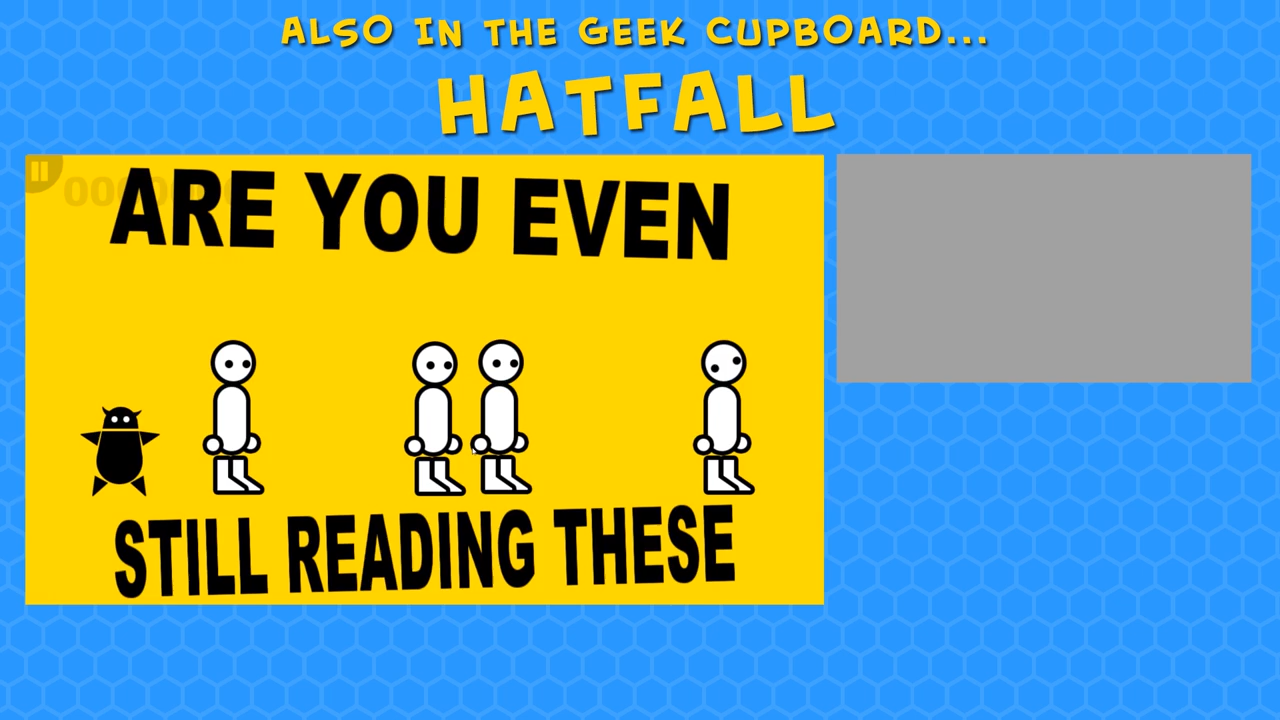 ALSO IN THE GEEK CUPBOARD...
HATFALL
ARE YOU EVEN
STILL READING THESE